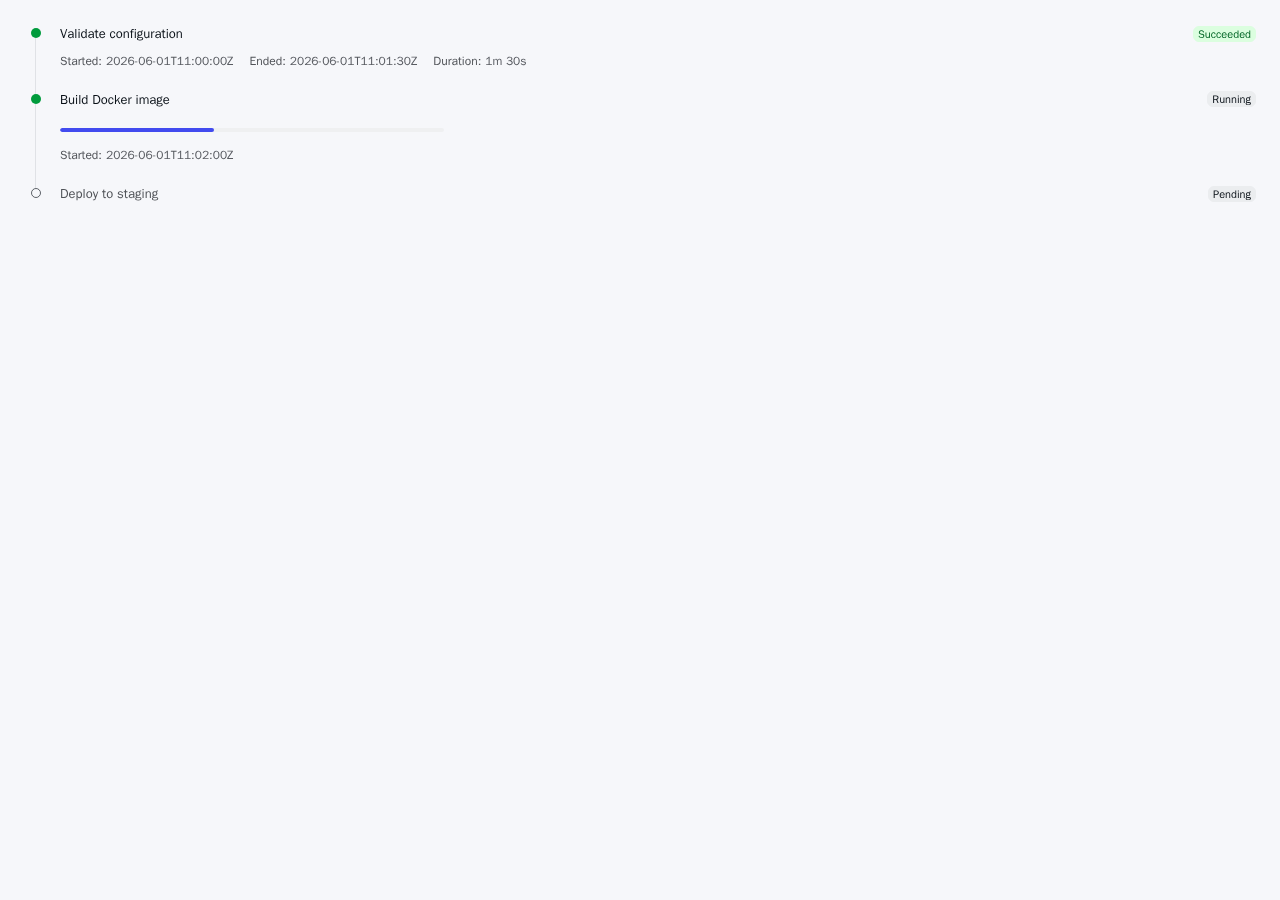 Validate configuration Succeeded
Started: 2026-06-01T11:00:00Z Ended: 2026-06-01T11:01:30Z Duration: 1m 30s
Build Docker image Running
Started: 2026-06-01T11:02:00Z
Deploy to staging Pending